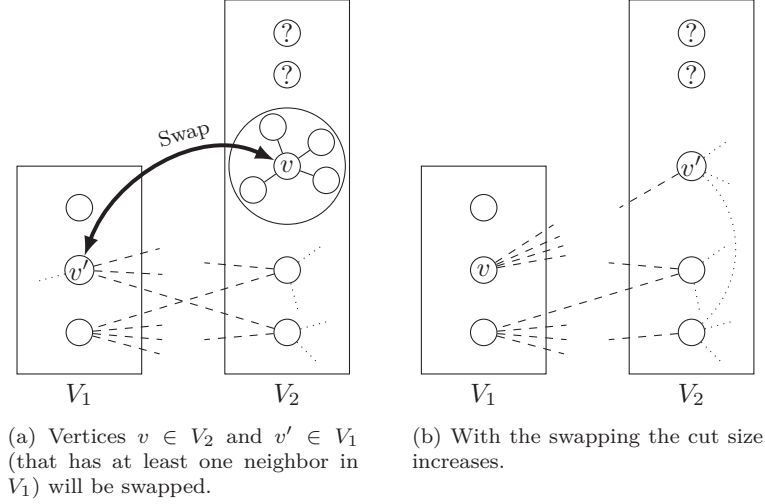 ?
?
Swap
v
v′
V1
V2
(a) Vertices v ∈ V2 and v′ ∈ V1
(that has at least one neighbor in
V1) will be swapped.
?
?
v′
v
V1
V2
(b) With the swapping the cut size
increases.